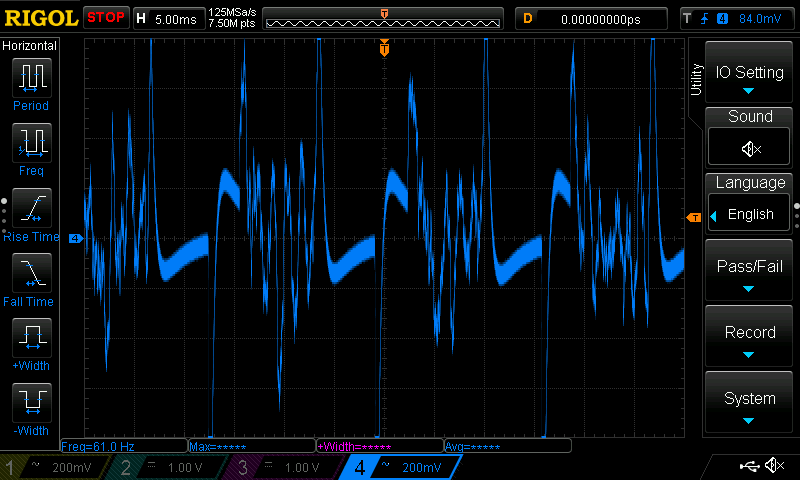 RIGOL STOP H 5.00ms 125MSa/s
7.50M pts T D 0.00000000ps T 4 84.0mV
Horizontal
Period
Freq
Rise Time
Fall Time
+Width
-Width
T
4
T
Utility
IO Setting
Sound
Language
English
Pass/Fail
Record
System
Freq=61.0 Hz Max=***** +Width=***** Avg=*****
1 ~ 200mV 2 1.00 V 3 1.00 V 4 ~ 200mV